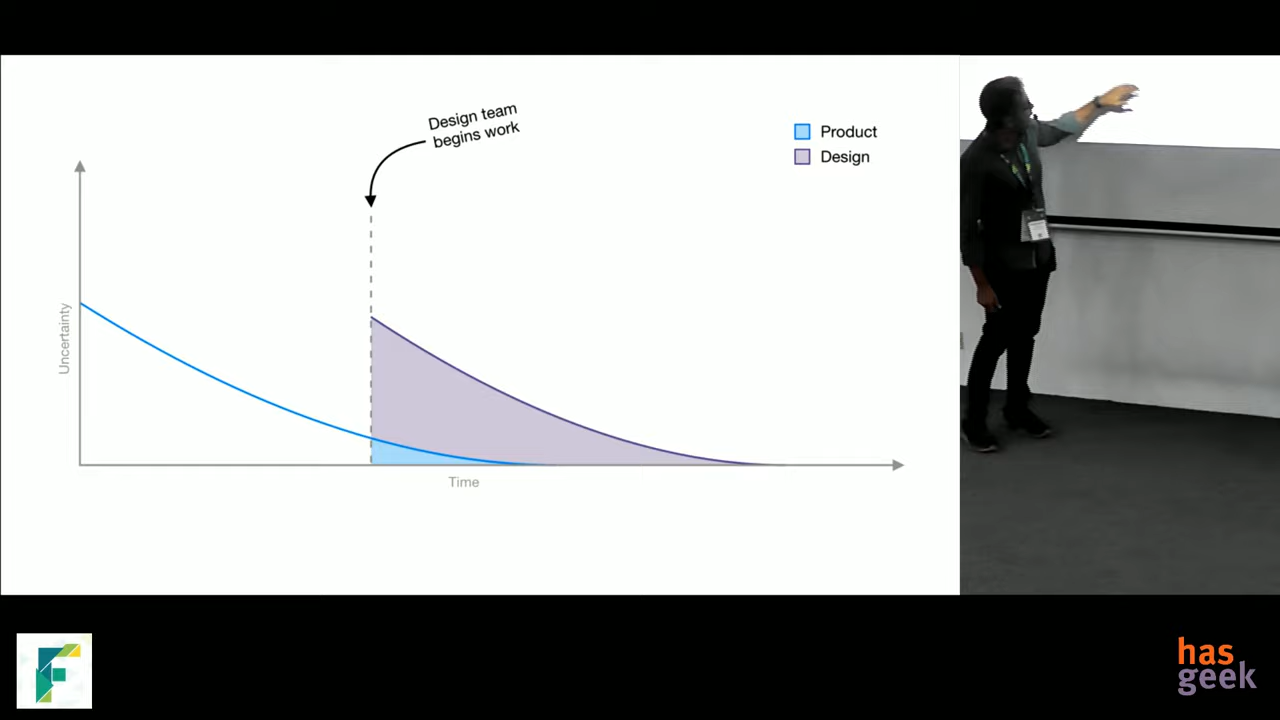 Design team
begins work
Product
Design
Uncertainty
Time
has
geek